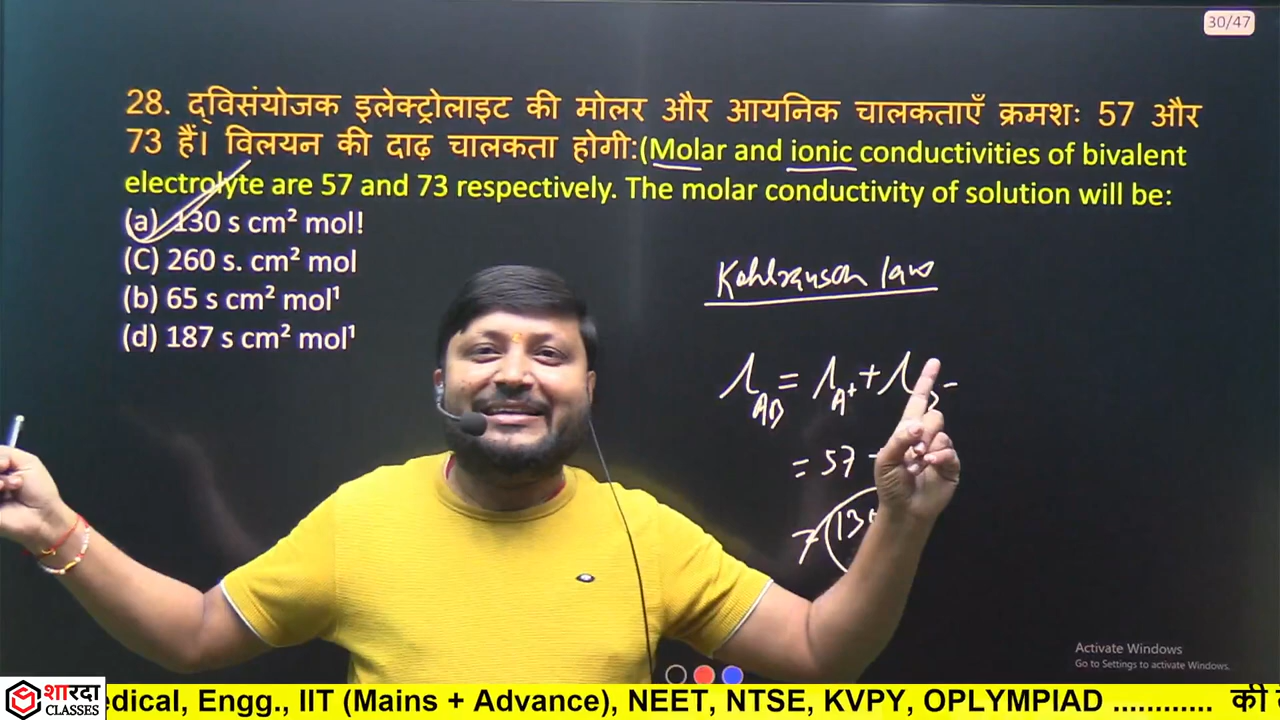 30/47
28. द्विसंयोजक इलेक्ट्रोलाइट की मोलर और आयनिक चालकताएँ क्रमशः 57 और
73 हैं। विलयन की दाढ़ चालकता होगी:(Molar and ionic conductivities of bivalent
electrolyte are 57 and 73 respectively. The molar conductivity of solution will be:
(a) 130 s cm² mol!
(C) 260 s. cm² mol
(b) 65 s cm² mol¹
(d) 187 s cm² mol¹
law
Λ AB = λ A+ + λ
= 57
Activate Windows
Go to Settings to activate Windows.
शारदा
CLASSES
edical, Engg., IIT (Mains + Advance), NEET, NTSE, KVPY, OPLYMPIAD ............ की